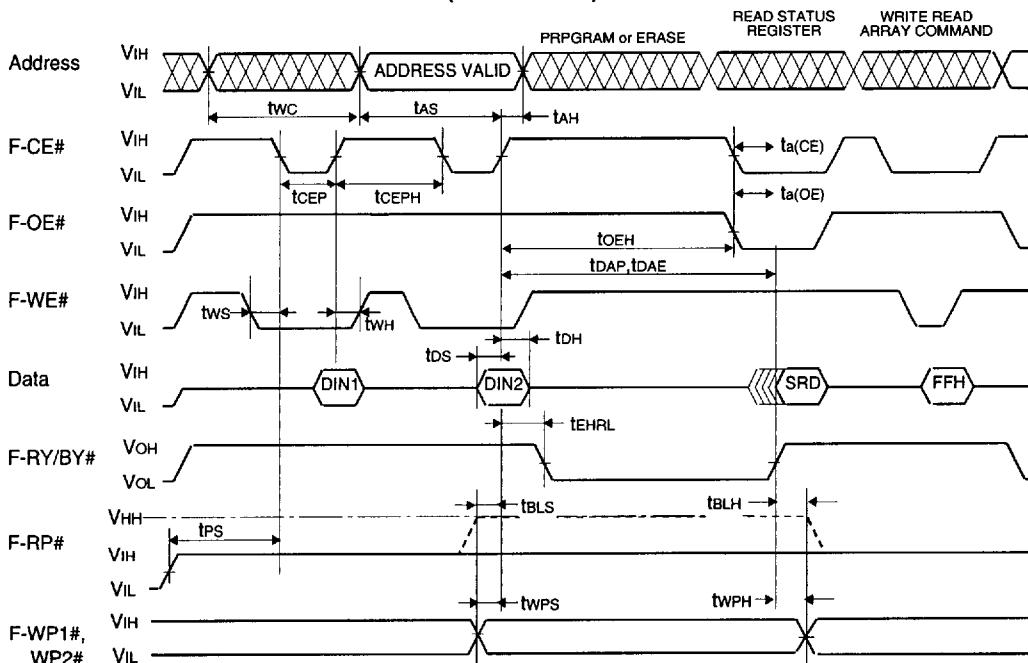 READ STATUS REGISTER
WRITE READ ARRAY COMMAND
PRPGRAM or ERASE
Address
VIH
VIL
ADDRESS VALID
tWC
tAS
tAH
F-CE#
VIH
VIL
ta(CE)
tCEP
tCEPH
ta(OE)
F-OE#
VIH
VIL
tOEH
tDAP,tDAE
F-WE#
VIH
VIL
tWS
tWH
tDS
tDH
Data
VIH
VIL
DIN1
DIN2
SRD
FFH
tEHRL
F-RY/BY#
VOH
VOL
tBLS
tBLH
VHH
tPS
F-RP#
VIH
VIL
tWPS
tWPH
F-WP1#,
WP2#
VIH
VIL